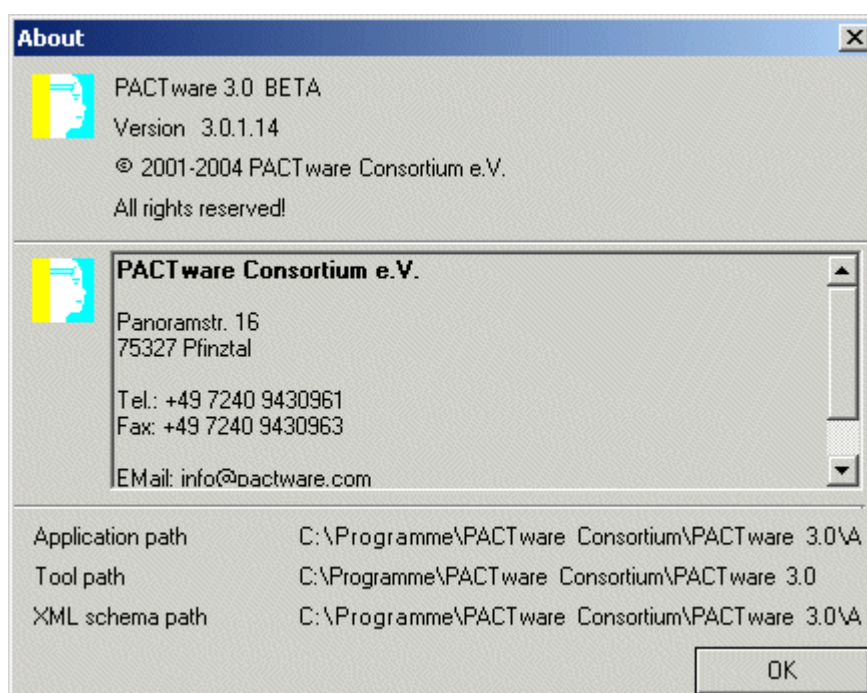 About
PACTware 3.0 BETA
Version 3.0.1.14
© 2001-2004 PACTware Consortium e.V.
All rights reserved!
PACTware Consortium e.V.
Panoramstr. 16
75327 Pfinztal
Tel.: +49 7240 9430961
Fax: +49 7240 9430963
EMail: info@pactware.com
Application path C:\Programme\PACTware Consortium\PACTware 3.0\A
Tool path C:\Programme\PACTware Consortium\PACTware 3.0
XML schema path C:\Programme\PACTware Consortium\PACTware 3.0\A
OK